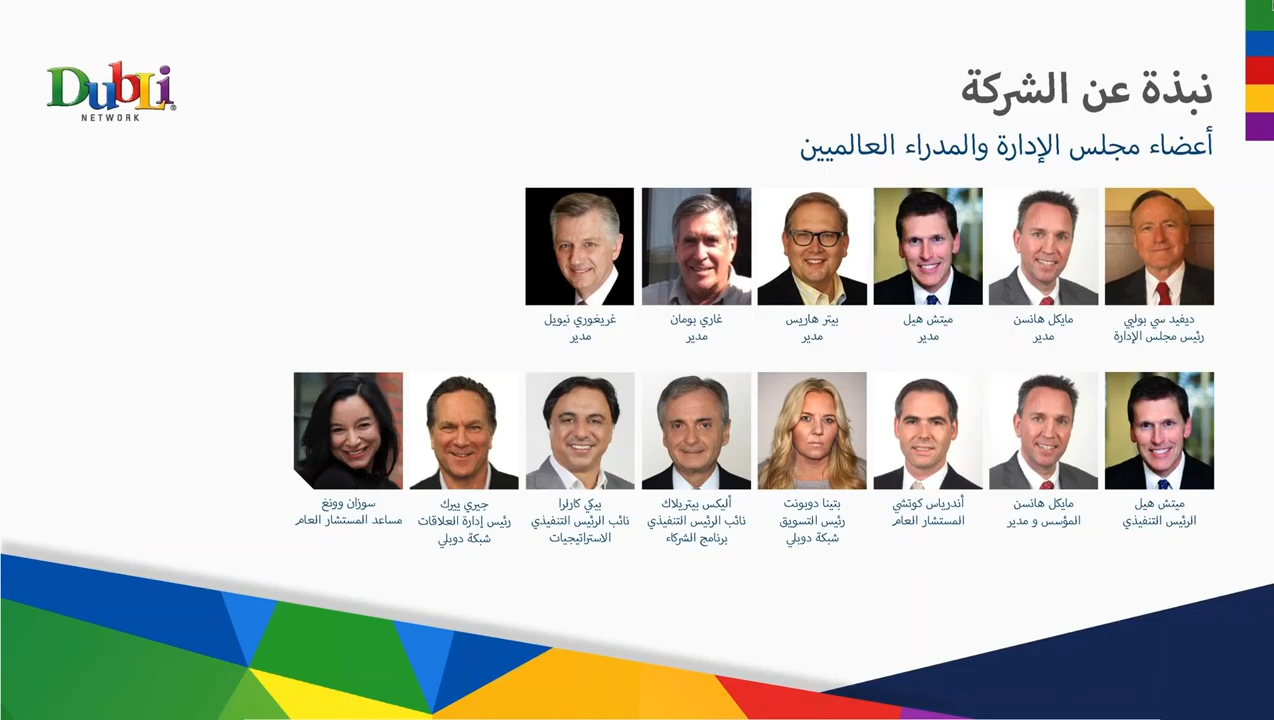 DubLi
NETWORK
نبذة عن الشركة
أعضاء مجلس الإدارة والمدراء العالميين
ديفيد سي بوليي
رئيس مجلس الإدارة
مايكل هانسن
مدير
ميتش هيل
مدير
بيتر هاريس
مدير
غاري بومان
مدير
غريغوري نيويل
مدير
ميتش هيل
الرئيس التنفيذي
مايكل هانسن
المؤسس و مدير
أندرياس كوتشي
المستشار العام
بتينا دوبونت
رئيس التسويق
شبكة دوبلي
أليكس بيتريلاك
نائب الرئيس التنفيذي
برنامج الشركاء
بيكي كارلرا
نائب الرئيس التنفيذي
الاستراتيجيات
جيري ييرك
رئيس إدارة العلاقات
شبكة دوبلي
سوزان وونغ
مساعد المستشار العام